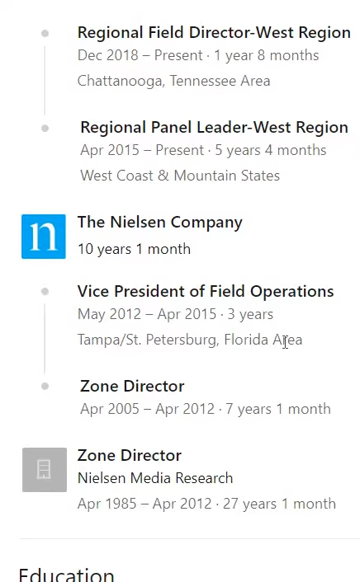 Regional Field Director-West Region
Dec 2018 – Present · 1 year 8 months
Chattanooga, Tennessee Area
Regional Panel Leader-West Region
Apr 2015 – Present · 5 years 4 months
West Coast & Mountain States
n
The Nielsen Company
10 years 1 month
Vice President of Field Operations
May 2012 – Apr 2015 · 3 years
Tampa/St. Petersburg, Florida Area
Zone Director
Apr 2005 – Apr 2012 · 7 years 1 month
Zone Director
Nielsen Media Research
Apr 1985 – Apr 2012 · 27 years 1 month
Education